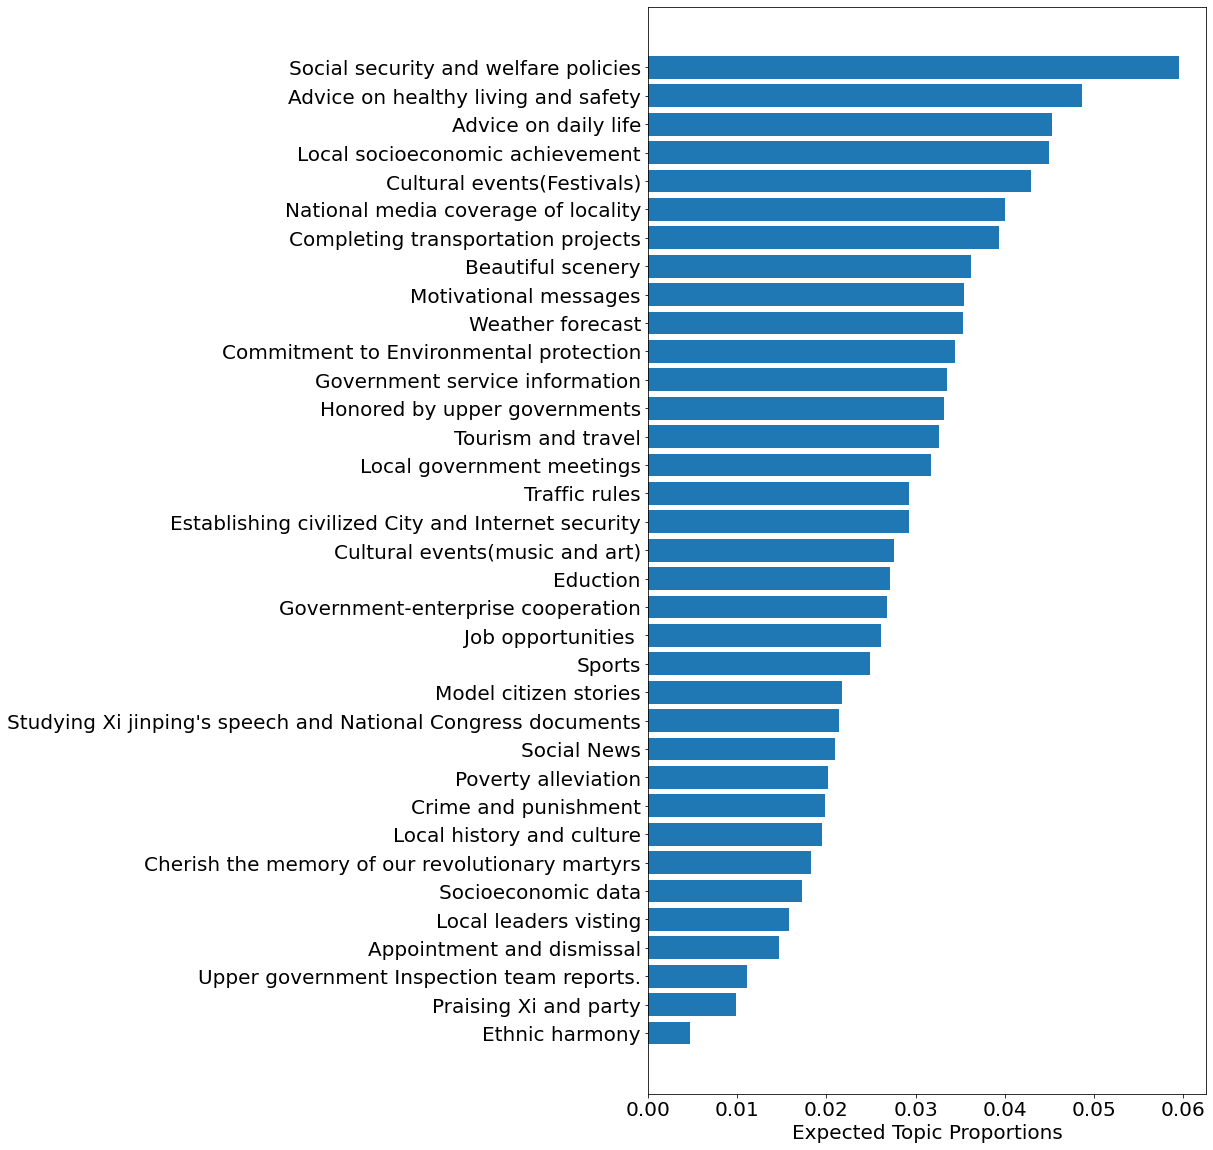 Social security and welfare policies
Advice on healthy living and safety
Advice on daily life
Local socioeconomic achievement
Cultural events(Festivals)
National media coverage of locality
Completing transportation projects
Beautiful scenery
Motivational messages
Weather forecast
Commitment to Environmental protection
Government service information
Honored by upper governments
Tourism and travel
Local government meetings
Traffic rules
Establishing civilized City and Internet security
Cultural events(music and art)
Eduction
Government-enterprise cooperation
Job opportunities
Sports
Model citizen stories
Studying Xi jinping's speech and National Congress documents
Social News
Poverty alleviation
Crime and punishment
Local history and culture
Cherish the memory of our revolutionary martyrs
Socioeconomic data
Local leaders visting
Appointment and dismissal
Upper government Inspection team reports.
Praising Xi and party
Ethnic harmony
0.00 0.01 0.02 0.03 0.04 0.05 0.06
Expected Topic Proportions